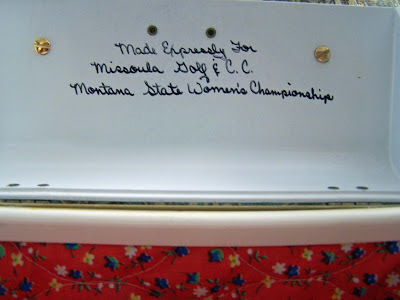 Made Expressly For
Missoula Golf & C. C.
Montana State Women's Championship